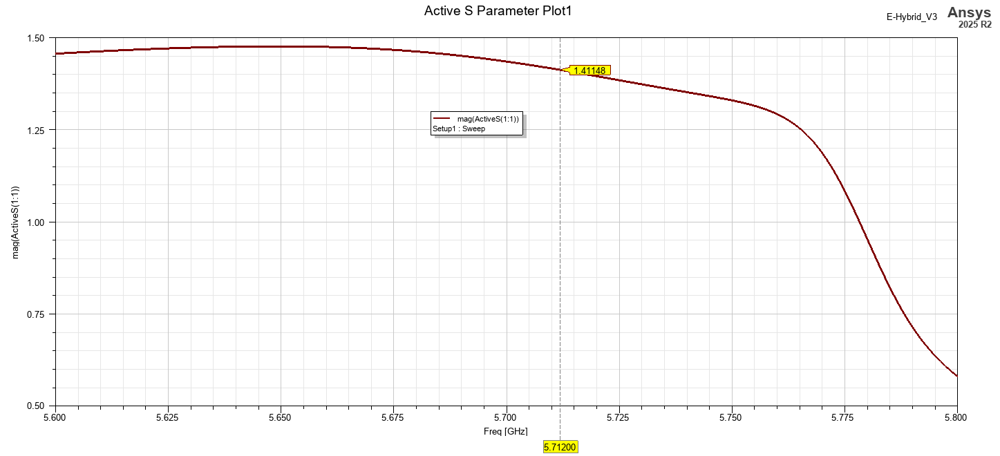 Active S Parameter Plot1
E-Hybrid_V3
Ansys
2025 R2
1.50
1.25
1.00
0.75
0.50
mag(ActiveS(1:1))
1.41148
mag(ActiveS(1:1))
Setup1 : Sweep
5.600
5.625
5.650
5.675
5.700
5.725
5.750
5.775
5.800
Freq [GHz]
5.71200